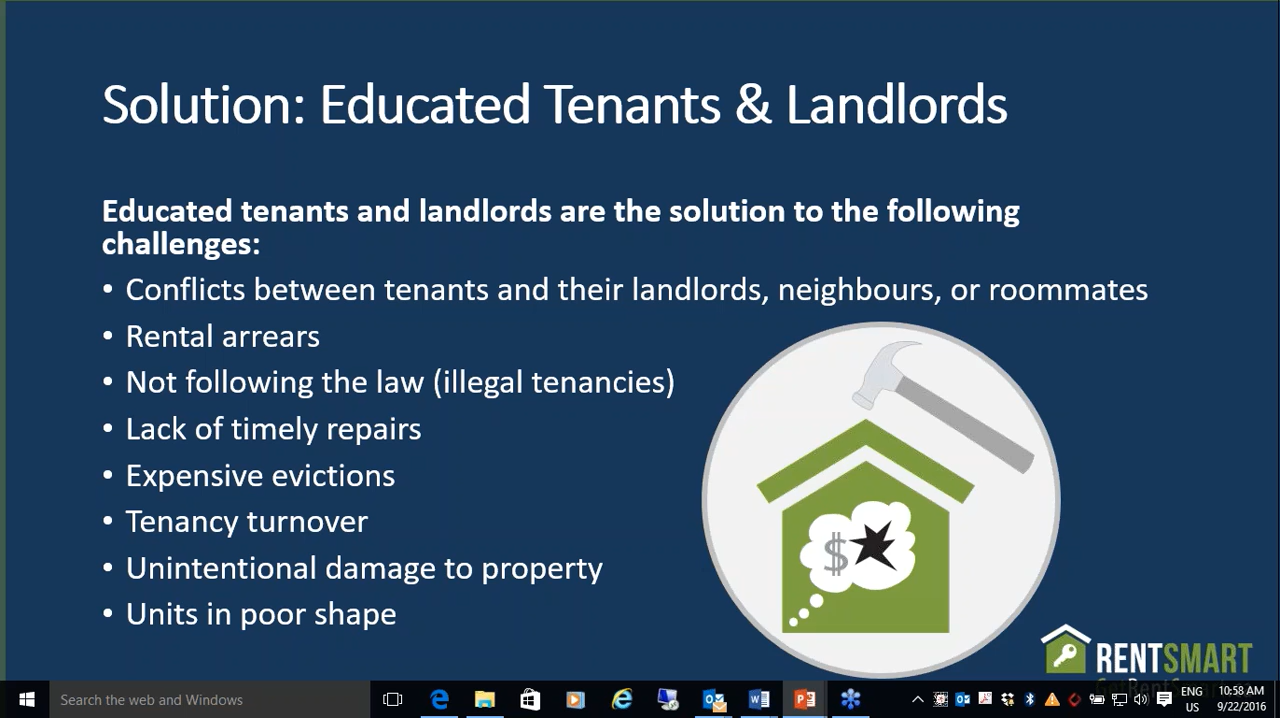 Solution: Educated Tenants & Landlords
Educated tenants and landlords are the solution to the following
challenges:
• Conflicts between tenants and their landlords, neighbours, or roommates
• Rental arrears
• Not following the law (illegal tenancies)
• Lack of timely repairs
• Expensive evictions
• Tenancy turnover
• Unintentional damage to property
• Units in poor shape
$
RENTSMART
Search the web and Windows
ENG
US
10:58 AM
9/22/2016